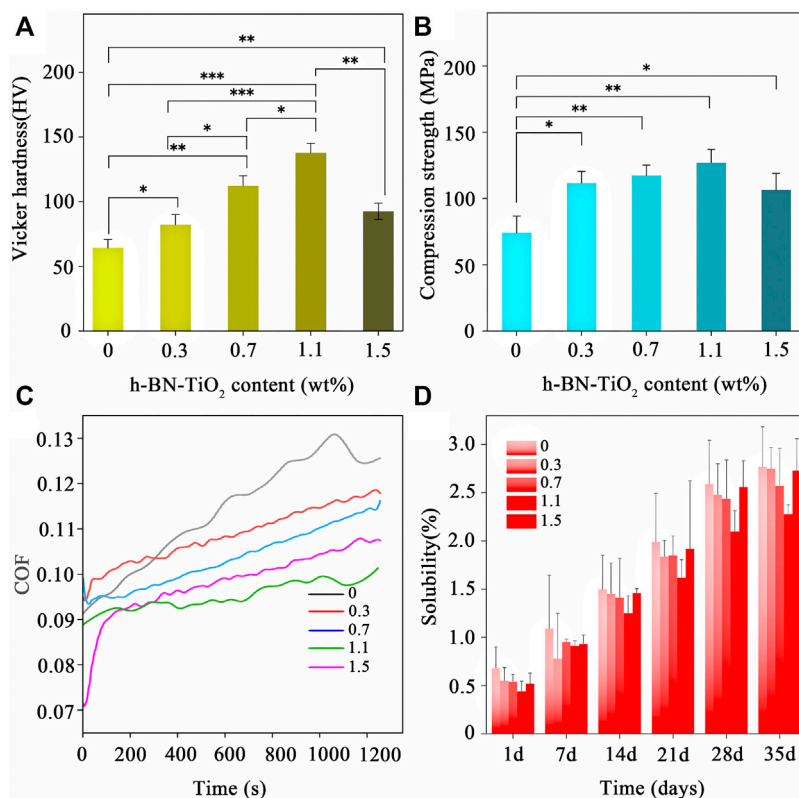 A
Vicker hardness(HV)
200
150
100
50
0
**
***
**
***
*
*
**
*
0 0.3 0.7 1.1 1.5
h-BN-TiO₂ content (wt%)
B
Compression strength (MPa)
200
150
100
50
0
*
**
**
*
0 0.3 0.7 1.1 1.5
h-BN-TiO₂ content (wt%)
C
COF
0.13
0.12
0.11
0.10
0.09
0.08
0.07
0
0.3
0.7
1.1
1.5
0 200 400 600 800 1000 1200
Time (s)
D
Solubility(%)
3.0
2.5
2.0
1.5
1.0
0.5
0
0
0.3
0.7
1.1
1.5
1d 7d 14d 21d 28d 35d
Time (days)